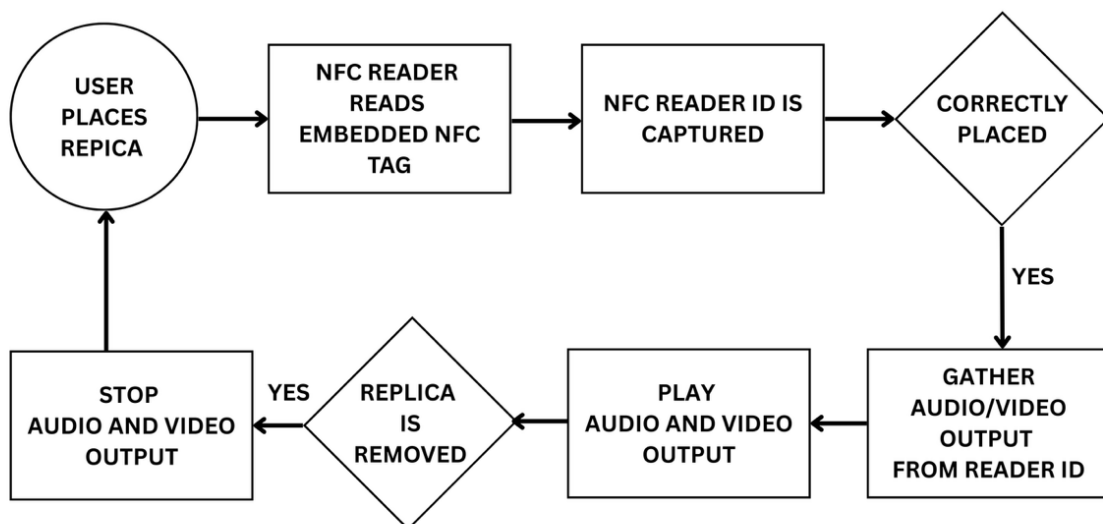 USER
PLACES
REPICA
NFC READER
READS
EMBEDDED NFC
TAG
NFC READER ID IS
CAPTURED
CORRECTLY
PLACED
YES
GATHER
AUDIO/VIDEO
OUTPUT
FROM READER ID
PLAY
AUDIO AND VIDEO
OUTPUT
REPLICA
IS
REMOVED
YES
STOP
AUDIO AND VIDEO
OUTPUT